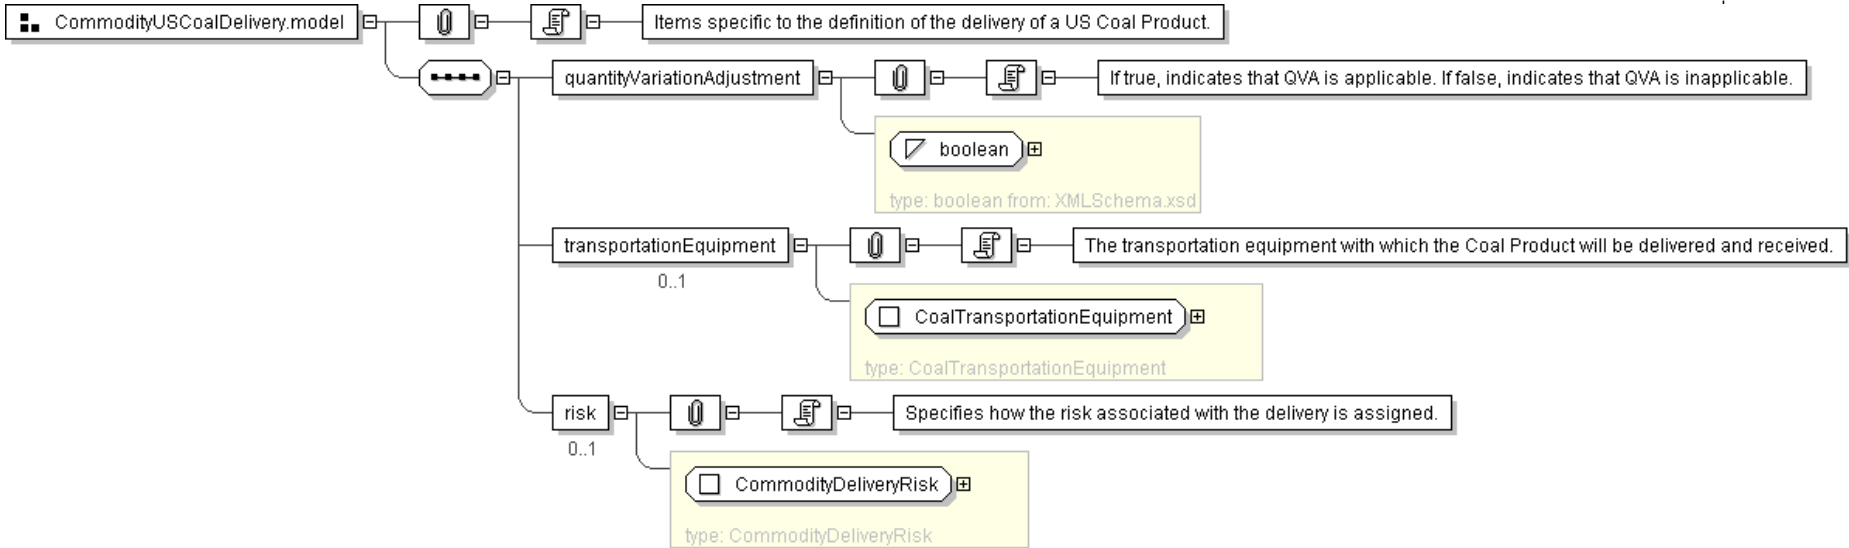 CommodityUSCoalDelivery.model
Items specific to the definition of the delivery of a US Coal Product.
quantityVariationAdjustment
If true, indicates that QVA is applicable. If false, indicates that QVA is inapplicable.
boolean
type: boolean from: XMLSchema.xsd
transportationEquipment
The transportation equipment with which the Coal Product will be delivered and received.
0..1
CoalTransportationEquipment
type: CoalTransportationEquipment
risk
Specifies how the risk associated with the delivery is assigned.
0..1
CommodityDeliveryRisk
type: CommodityDeliveryRisk